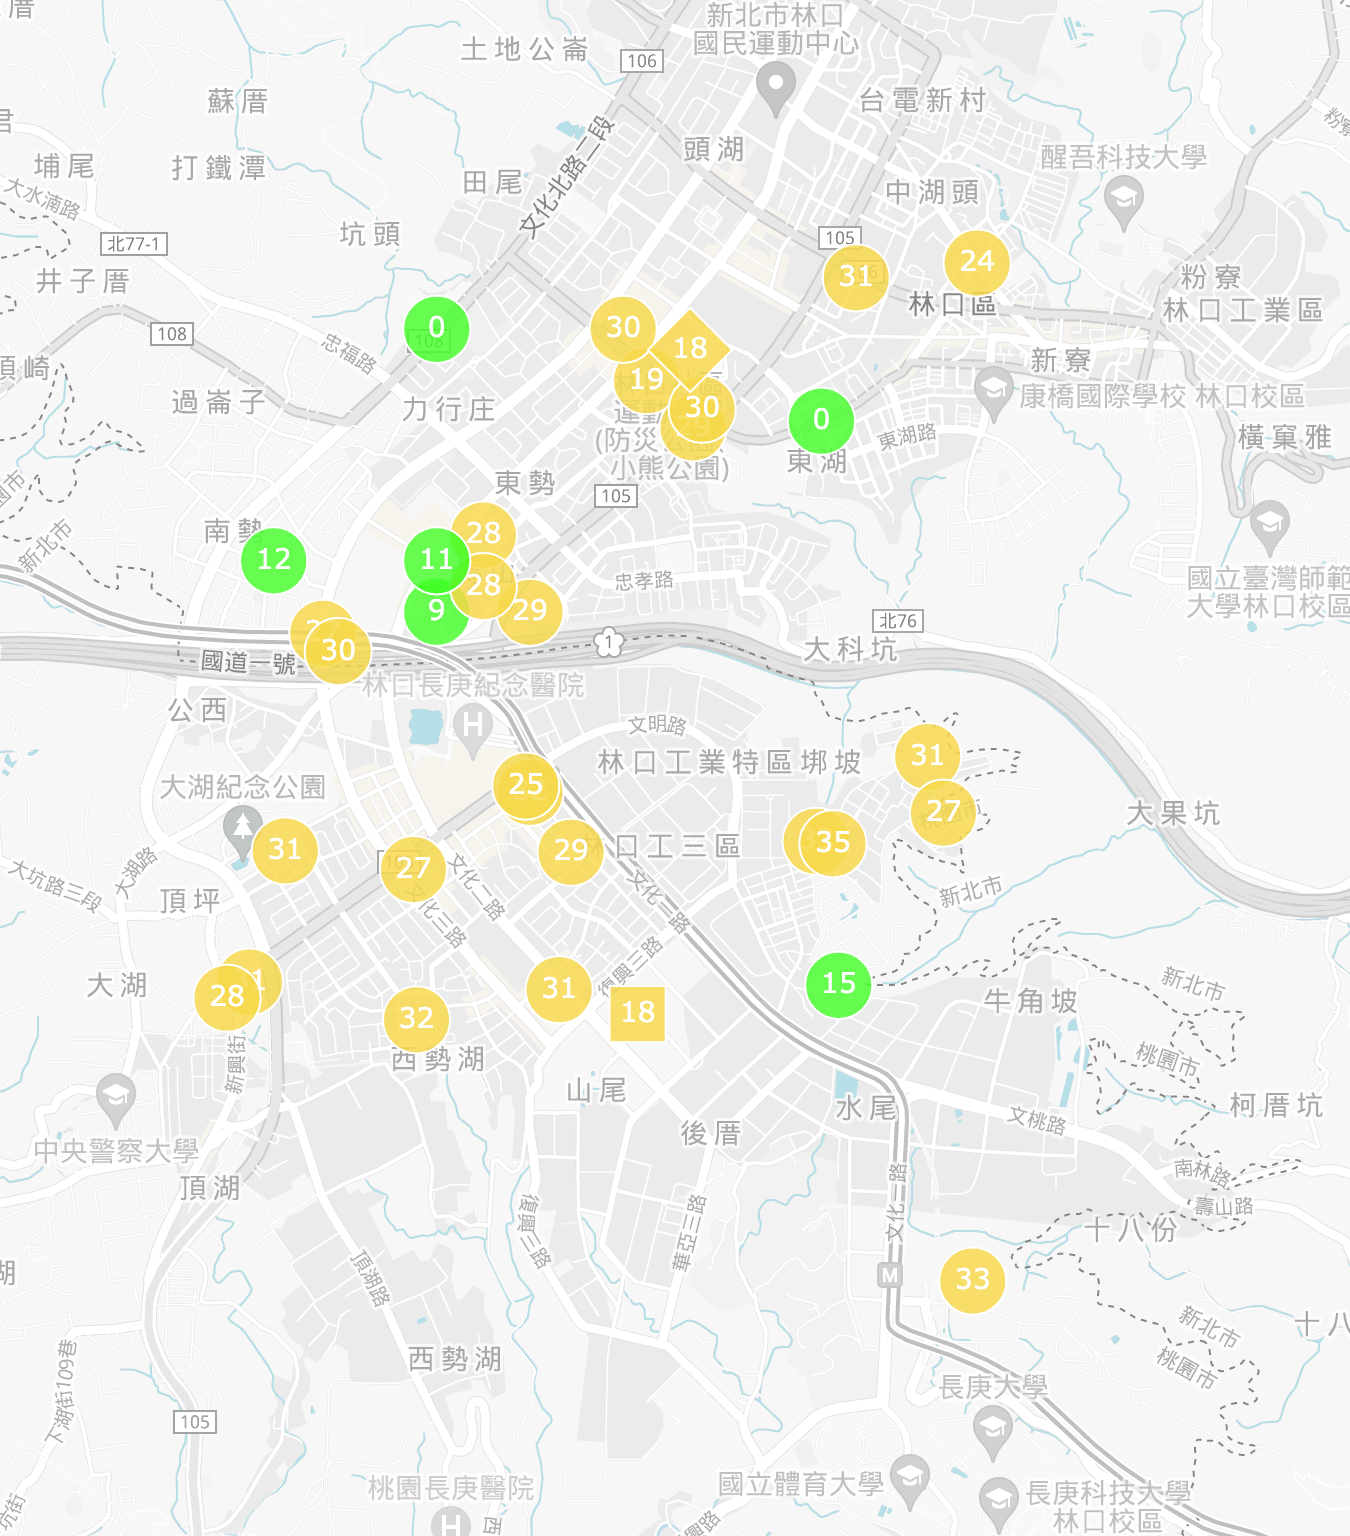 厝
新北市林口
國民運動中心
土地公崙
106
蘇厝
台電新村
文化北路二段
頭湖
埔尾
打鐵潭
醒吾科技大學
大水湳路
田尾
中湖頭
坑頭
北77-1
105
井子厝
31
24
粉寮
林口區
林口工業區
0
30
108
忠福路
18
新寮
19
康橋國際學校 林口校區
過崙子
力行庄
30
0
東湖路
橫窠雅
(防災公園、
小熊公園)
東湖
東勢
105
南勢
28
新北市
12
11
28
忠孝路
國立臺灣師範
大學林口校區
9
29
北76
30
1
大科坑
國道一號
林口長庚紀念醫院
公西
H
文明路
林口工業特區塝坡
31
大湖紀念公園
25
27
大果坑
31
29
林口工三區
35
大湖路
27
文化二路
文化一路
大坑路三段
頂坪
文化三路
新北市
復興三路
大湖
28
31
15
新北市
牛角坡
32
18
西勢湖
新興街
桃園市
山尾
水尾
柯厝坑
後厝
文桃路
中央警察大學
南林路
頂湖
文化一路
壽山路
復興三路
華亞三路
十八份
湖
頂湖路
M
33
新北市
十八
桃園市
西勢湖
下湖街109巷
長庚大學
105
國立體育大學
桃園長庚醫院
長庚科技大學
林口校區
H
復興北路
坑街
西